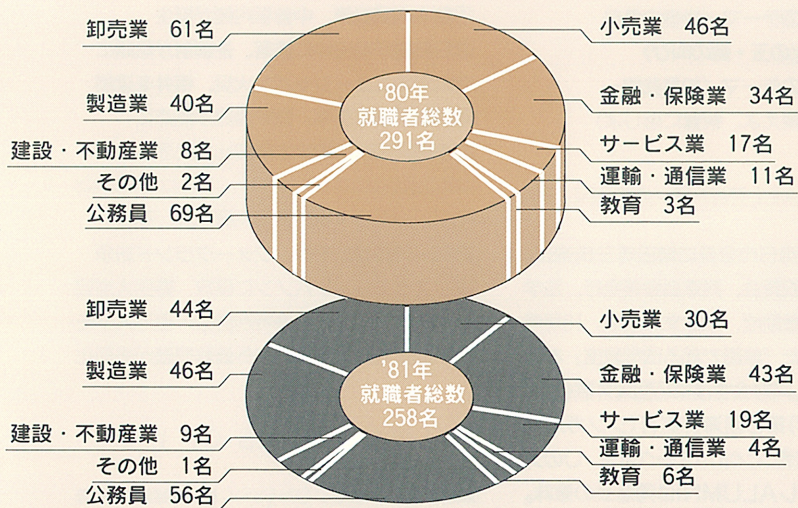 卸売業 61名
小売業 46名
製造業 40名
金融・保険業 34名
'80年
就職者総数
291名
建設・不動産業 8名
サービス業 17名
その他 2名
運輸・通信業 11名
公務員 69名
教育 3名
卸売業 44名
小売業 30名
製造業 46名
金融・保険業 43名
'81年
就職者総数
258名
建設・不動産業 9名
サービス業 19名
その他 1名
運輸・通信業 4名
公務員 56名
教育 6名